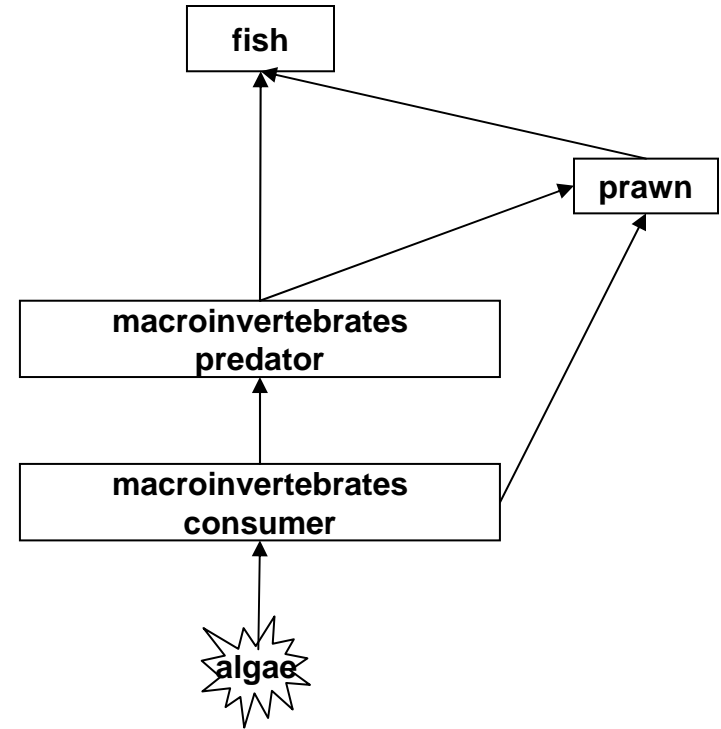 fish
prawn
macroinvertebrates
predator
macroinvertebrates
consumer
algae